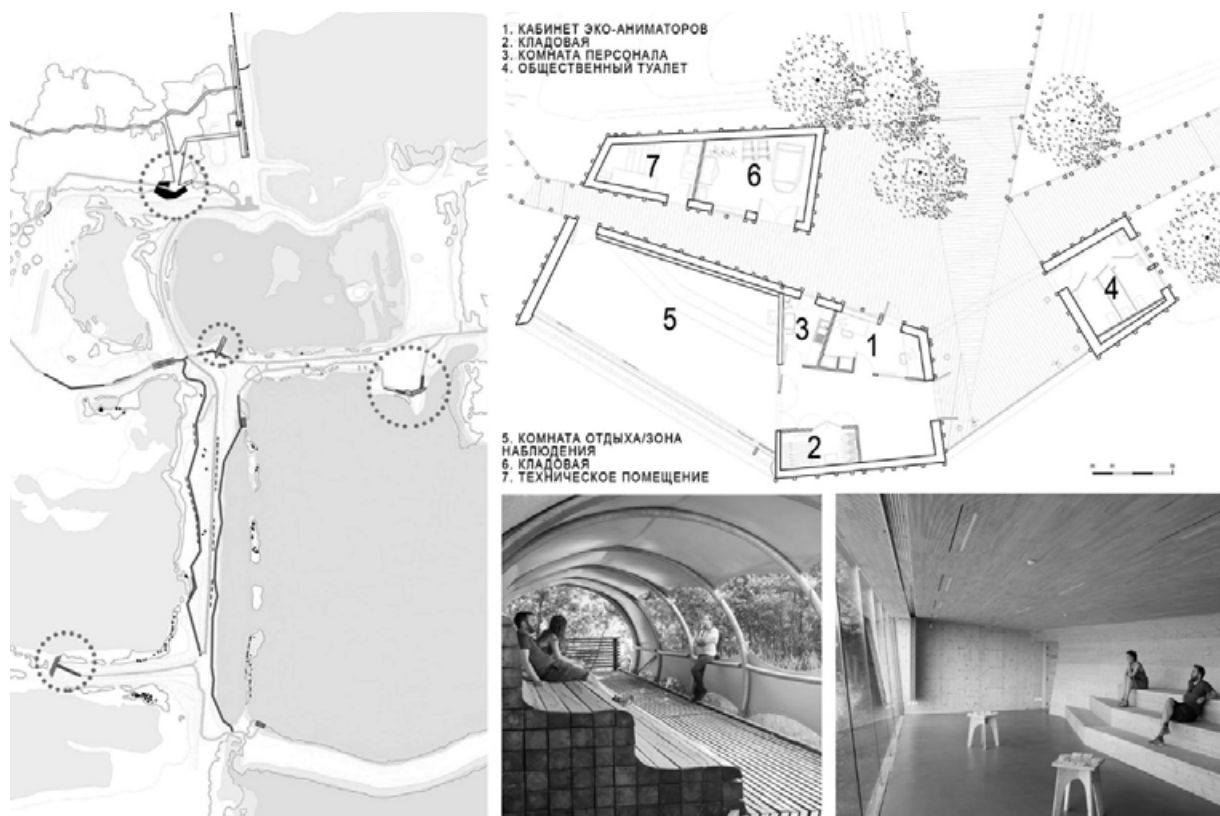 1. КАБИНЕТ ЭКО-АНИМАТОРОВ
2. КЛАДОВАЯ
3. КОМНАТА ПЕРСОНАЛА
4. ОБЩЕСТВЕННЫЙ ТУАЛЕТ
7
6
5
3
1
4
2
5. КОМНАТА ОТДЫХА/ЗОНА
НАБЛЮДЕНИЯ
6. КЛАДОВАЯ
7. ТЕХНИЧЕСКОЕ ПОМЕЩЕНИЕ